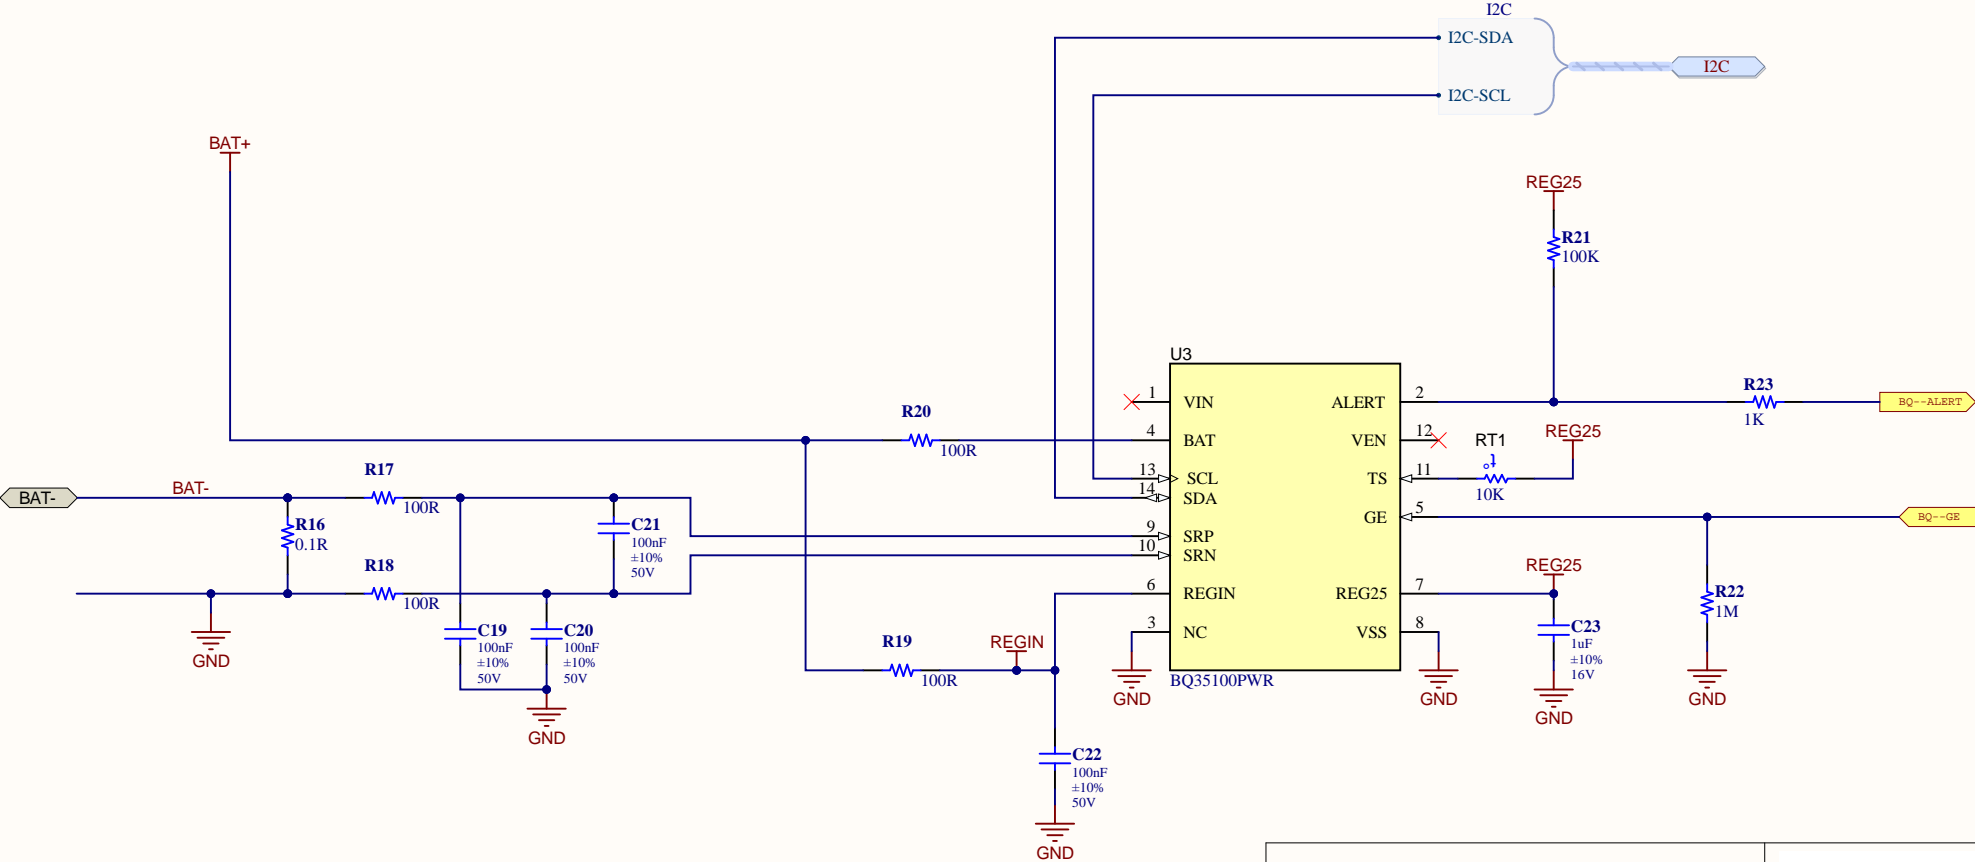 I2C
I2C-SDA
I2C
I2C-SCL
BAT+
REG25
R21
100K
U3
1
VIN
ALERT
2
R23
1K
BQ--ALERT
R20
100R
4
BAT
VEN
12
RT1
REG25
10K
13
SCL
TS
11
14
SDA
BAT-
BAT-
R17
100R
R16
0.1R
C21
100nF
±10%
50V
GE
5
BQ--GE
9
SRP
10
SRN
R18
100R
6
REGIN
REG25
7
REG25
R22
1M
C19
100nF
±10%
50V
C20
100nF
±10%
50V
GND
GND
3
NC
VSS
8
C23
1uF
±10%
16V
R19
100R
REGIN
GND
BQ35100PWR
GND
GND
GND
C22
100nF
±10%
50V
GND